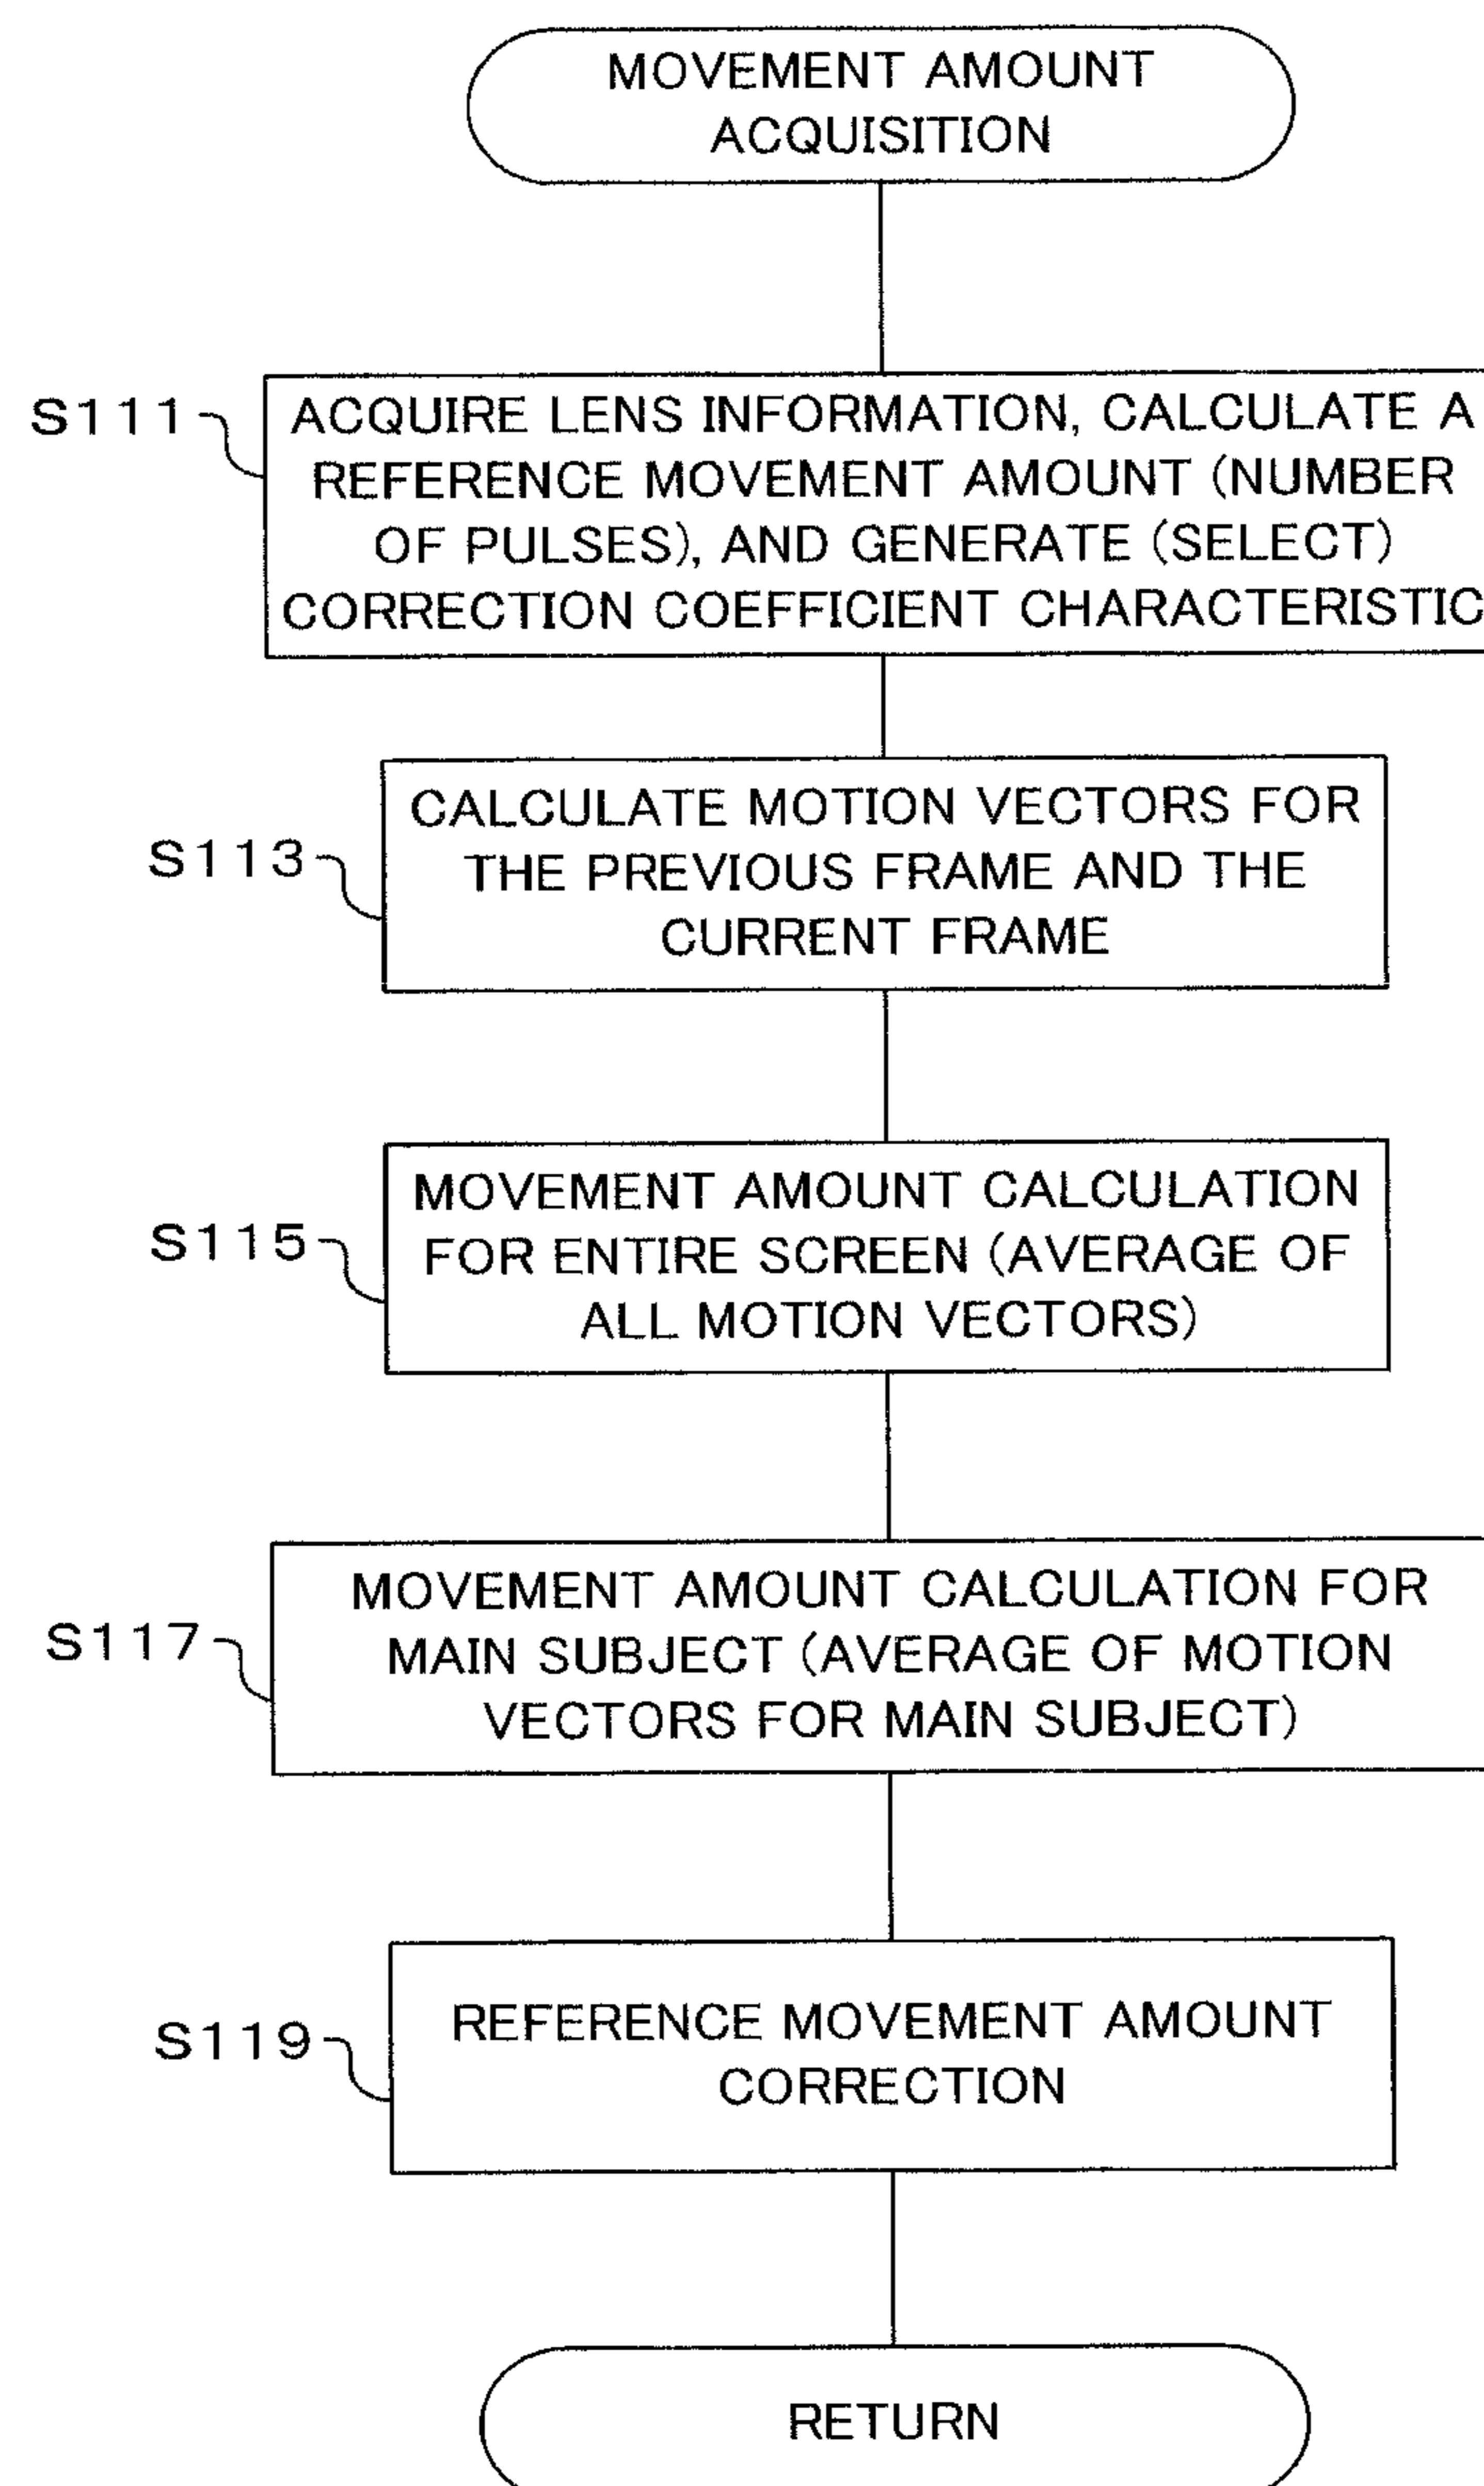 MOVEMENT AMOUNT
ACQUISITION
S111
ACQUIRE LENS INFORMATION, CALCULATE A
REFERENCE MOVEMENT AMOUNT (NUMBER
OF PULSES), AND GENERATE (SELECT)
CORRECTION COEFFICIENT CHARACTERISTIC
S113
CALCULATE MOTION VECTORS FOR
THE PREVIOUS FRAME AND THE
CURRENT FRAME
S115
MOVEMENT AMOUNT CALCULATION
FOR ENTIRE SCREEN (AVERAGE OF
ALL MOTION VECTORS)
S117
MOVEMENT AMOUNT CALCULATION FOR
MAIN SUBJECT (AVERAGE OF MOTION
VECTORS FOR MAIN SUBJECT)
S119
REFERENCE MOVEMENT AMOUNT
CORRECTION
RETURN